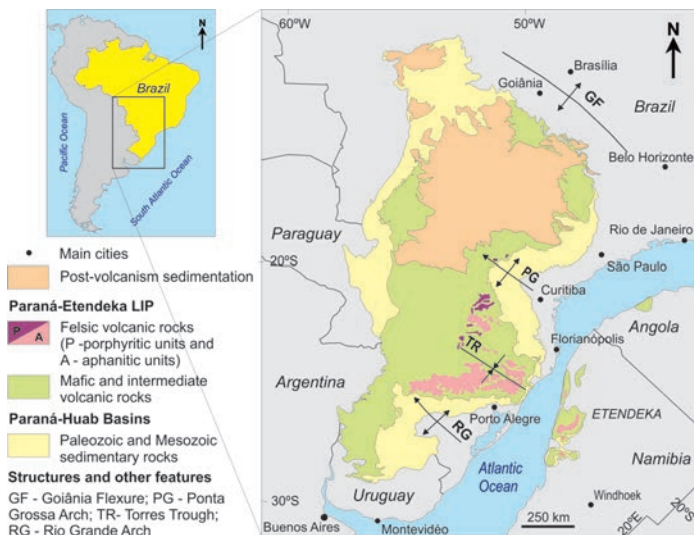 N
Brazil
Pacific Ocean
South Atlantic Ocean
Main cities
Post-volcanism sedimentation
Paraná-Etendeka LIP
P
A
Felsic volcanic rocks
(P -porphyritic units and
A - aphanitic units)
Mafic and intermediate
volcanic rocks
Paraná-Huab Basins
Paleozoic and Mesozoic
sedimentary rocks
Structures and other features
GF - Goiânia Flexure; PG - Ponta
Grossa Arch; TR- Torres Trough;
RG - Rio Grande Arch
60ºW
50ºW
N
Brasília
Goiânia
GF
Brazil
Belo Horizonte
Paraguay
Rio de Janeiro
20ºS
São Paulo
PG
Curitiba
Angola
Florianópolis
TR
Argentina
ETENDEKA
Porto Alegre
RG
Namibia
Atlantic
Ocean
Uruguay
Windhoek
30ºS
250 km
20ºE
20ºS
Buenos Aires
Montevidéo